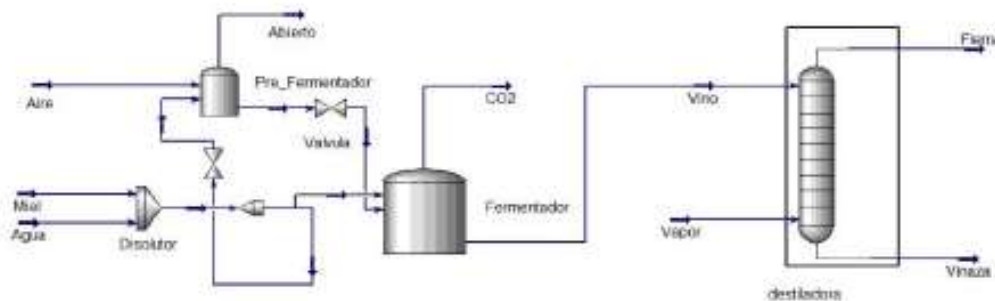 Abierto
Aire
Pre_Fermentador
Valvula
CO2
Vino
Miel
Agua
Disolutor
Fermentador
Vapor
Vinaza
destiladora